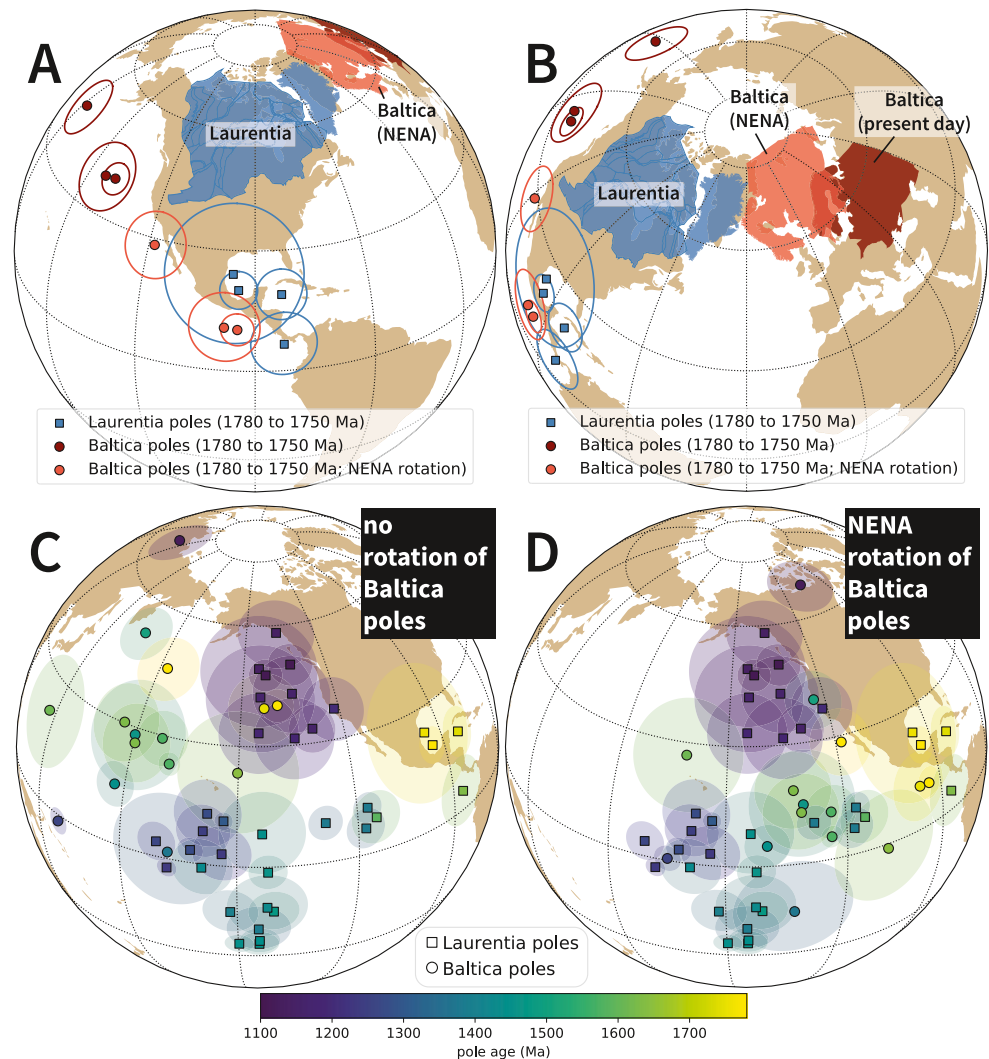 A
Laurentia
Baltica
(NENA)
Laurentia poles (1780 to 1750 Ma)
Baltica poles (1780 to 1750 Ma)
Baltica poles (1780 to 1750 Ma; NENA rotation)
B
Baltica
(NENA)
Baltica
(present day)
Laurentia
Laurentia poles (1780 to 1750 Ma)
Baltica poles (1780 to 1750 Ma)
Baltica poles (1780 to 1750 Ma; NENA rotation)
C
no
rotation of
Baltica
poles
D
NENA
rotation of
Baltica
poles
Laurentia poles
Baltica poles
1100 1200 1300 1400 1500 1600 1700
pole age (Ma)